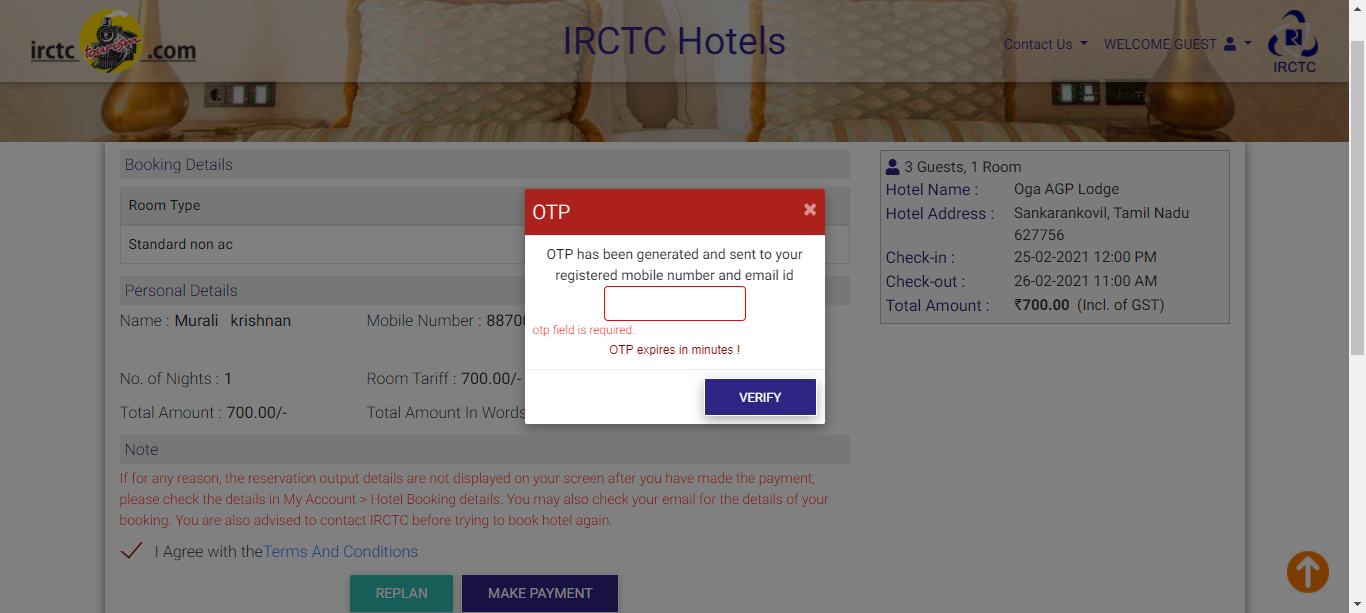 irctc tourism .com
IRCTC Hotels
Contact Us
WELCOME GUEST
IRCTC
Booking Details
Room Type
Standard non ac
Personal Details
Name : Murali krishnan
Mobile Number : 8870
No. of Nights : 1
Room Tariff : 700.00/-
Total Amount : 700.00/-
Total Amount In Words
Note
If for any reason, the reservation output details are not displayed on your screen after you have made the payment,
please check the details in My Account > Hotel Booking details. You may also check your email for the details of your
booking. You are also advised to contact IRCTC before trying to book hotel again.
I Agree with theTerms And Conditions
REPLAN
MAKE PAYMENT
OTP
×
OTP has been generated and sent to your
registered mobile number and email id
otp field is required.
OTP expires in minutes !
VERIFY
3 Guests, 1 Room
Hotel Name : Oga AGP Lodge
Hotel Address : Sankarankovil, Tamil Nadu
627756
Check-in : 25-02-2021 12:00 PM
Check-out : 26-02-2021 11:00 AM
Total Amount : ₹700.00 (Incl. of GST)